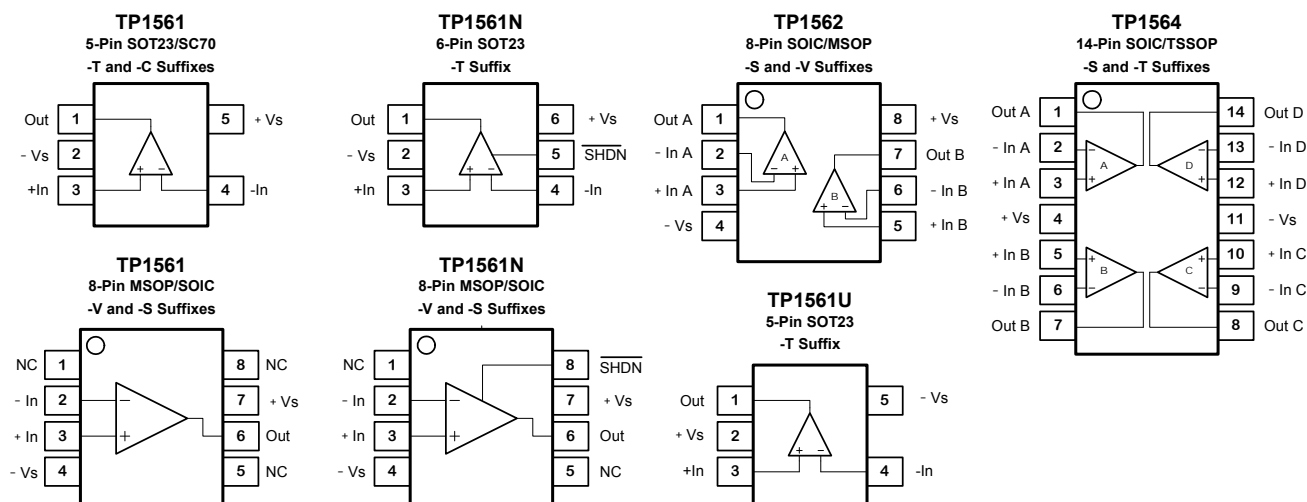 TP1561
5-Pin SOT23/SC70
-T and -C Suffixes
Out 1 5 + Vs
- Vs 2
+In 3 4 -In
+ -
TP1561N
6-Pin SOT23
-T Suffix
Out 1 6 + Vs
- Vs 2 5 SHDN
+In 3 4 -In
+ -
TP1562
8-Pin SOIC/MSOP
-S and -V Suffixes
Out A 1 8 + Vs
- In A 2 A 7 Out B
+ In A 3 - + B 6 - In B
- Vs 4 + - 5 + In B
TP1564
14-Pin SOIC/TSSOP
-S and -T Suffixes
Out A 1 14 Out D
- In A 2 - - 13 - In D
A D
+ In A 3 + + 12 + In D
+ Vs 4 11 - Vs
+ In B 5 + + 10 + In C
B C
- In B 6 - - 9 - In C
Out B 7 8 Out C
TP1561
8-Pin MSOP/SOIC
-V and -S Suffixes
NC 1 8 NC
- In 2 - 7 + Vs
+ In 3 + 6 Out
- Vs 4 5 NC
TP1561N
8-Pin MSOP/SOIC
-V and -S Suffixes
NC 1 8 SHDN
- In 2 - 7 + Vs
+ In 3 + 6 Out
- Vs 4 5 NC
TP1561U
5-Pin SOT23
-T Suffix
Out 1 5 - Vs
+ Vs 2
+In 3 + - 4 -In